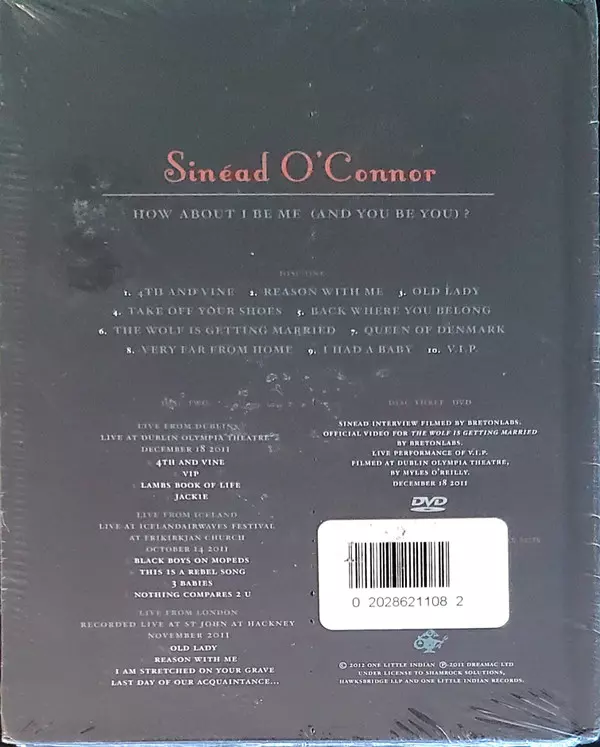 Sinéad O'Connor
HOW ABOUT I BE ME (AND YOU BE YOU)?
DISC ONE
1. 4TH AND VINE 2. REASON WITH ME 3. OLD LADY
4. TAKE OFF YOUR SHOES 5. BACK WHERE YOU BELONG
6. THE WOLF IS GETTING MARRIED 7. QUEEN OF DENMARK
8. VERY FAR FROM HOME 9. I HAD A BABY 10. V.I.P.
DISC TWO
LIVE FROM DUBLIN
LIVE AT DUBLIN OLYMPIA THEATRE
DECEMBER 18 2011
4TH AND VINE
VIP
LAMBS BOOK OF LIFE
JACKIE
LIVE FROM ICELAND
LIVE AT ICELANDAIRWAVES FESTIVAL
AT FRIKIRKJAN CHURCH
OCTOBER 14 2011
BLACK BOYS ON MOPEDS
THIS IS A REBEL SONG
3 BABIES
NOTHING COMPARES 2 U
LIVE FROM LONDON
RECORDED LIVE AT ST JOHN AT HACKNEY
NOVEMBER 2011
OLD LADY
REASON WITH ME
I AM STRETCHED ON YOUR GRAVE
LAST DAY OF OUR ACQUAINTANCE...
DISC THREE DVD
SINEAD INTERVIEW FILMED BY BRETONLABS.
OFFICIAL VIDEO FOR THE WOLF IS GETTING MARRIED
BY BRETONLABS.
LIVE PERFORMANCE OF V.I.P.
FILMED AT DUBLIN OLYMPIA THEATRE,
BY MYLES O'REILLY.
DECEMBER 18 2011
DVD
0 2028621108 2
© 2012 ONE LITTLE INDIAN ℗ 2011 DREAMAC LTD
UNDER LICENSE TO SHAMROCK SOLUTIONS,
HAWKSBRIDGE LLP AND ONE LITTLE INDIAN RECORDS.